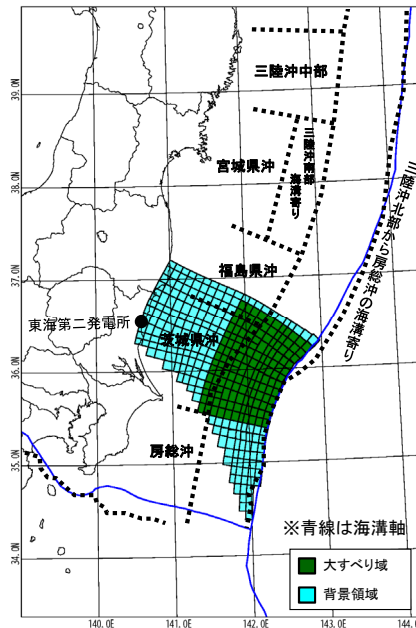 三陸沖中部
三陸沖南部
海溝寄り
宮城県沖
三陸沖北部から房総沖の海溝寄り
福島県沖
東海第二発電所
茨城県沖
房総沖
※青線は海溝軸
大すべり域
背景領域
39.0N
38.0N
37.0N
36.0N
35.0N
34.0N
140.0E
141.0E
142.0E
143.0E
144.0